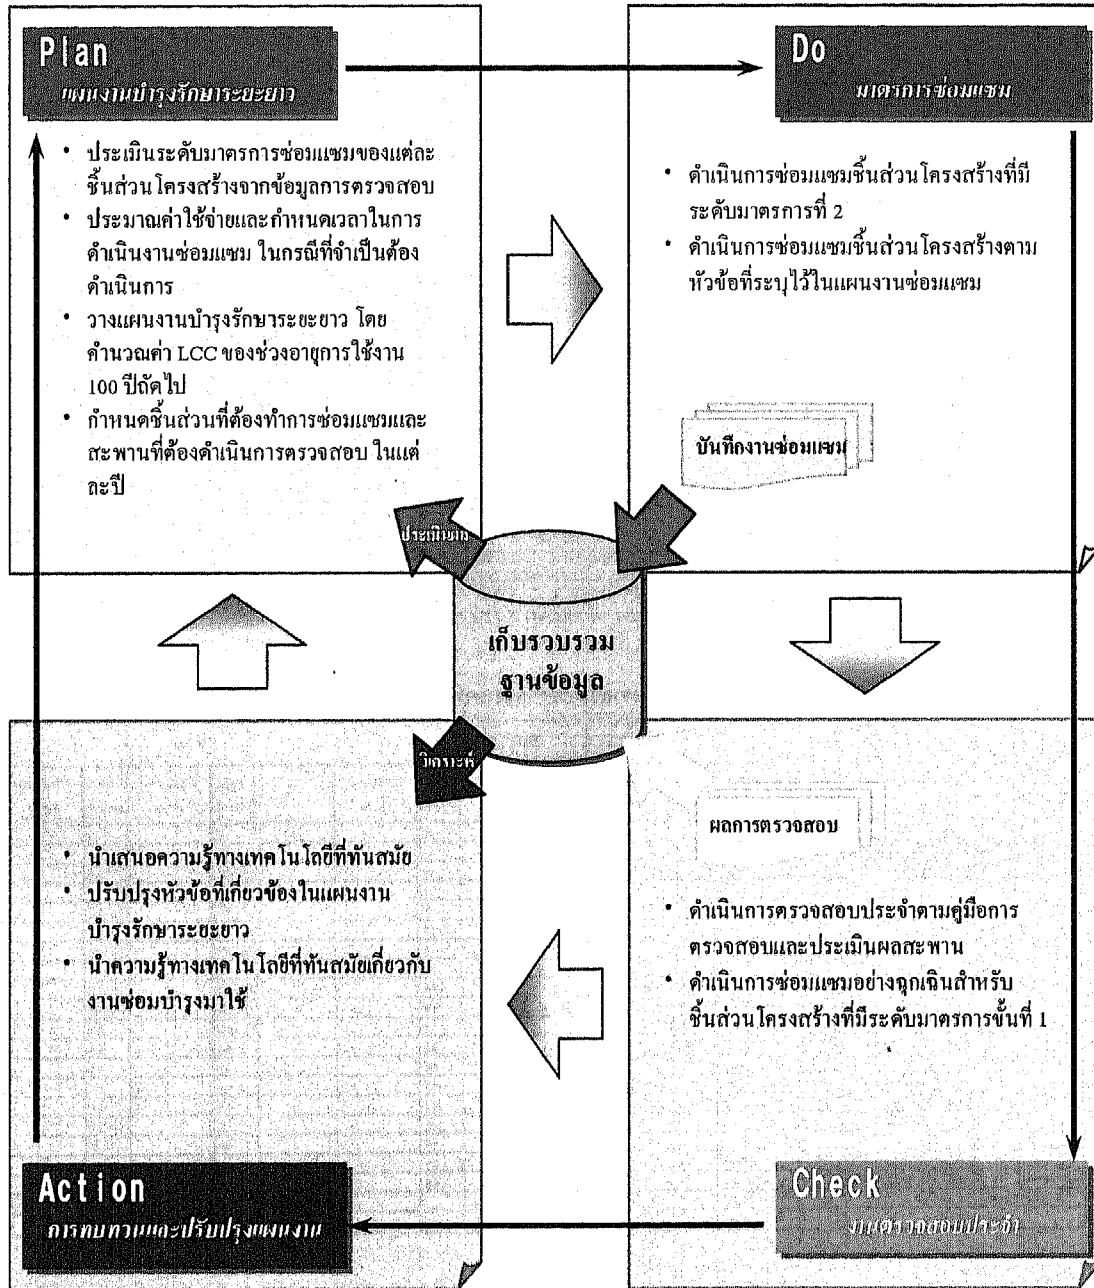 Plan
แผนงานบำรุงรักษาระยะยาว
• ประเมินระดับมาตรการซ่อมแซมของแต่ละ
ชิ้นส่วนโครงสร้างจากข้อมูลการตรวจสอบ
• ประมาณค่าใช้จ่ายและกำหนดเวลาในการ
ดำเนินงานซ่อมแซม ในกรณีที่จำเป็นต้อง
ดำเนินการ
• วางแผนงานบำรุงรักษาระยะยาว โดย
คำนวณค่า LCC ของช่วงอายุการใช้งาน
100 ปีถัดไป
• กำหนดชิ้นส่วนที่ต้องทำการซ่อมแซมและ
สะพานที่ต้องดำเนินการตรวจสอบ ในแต่
ละปี
Do
มาตรการซ่อมแซม
• ดำเนินการซ่อมแซมชิ้นส่วนโครงสร้างที่มี
ระดับมาตรการที่ 2
• ดำเนินการซ่อมแซมชิ้นส่วนโครงสร้างตาม
หัวข้อที่ระบุไว้ในแผนงานซ่อมแซม
บันทึกงานซ่อมแซม
ประเมินผล
เก็บรวบรวม
ฐานข้อมูล
วิเคราะห์
ผลการตรวจสอบ
• นำเสนอความรู้ทางเทคโนโลยีที่ทันสมัย
• ปรับปรุงหัวข้อที่เกี่ยวข้องในแผนงาน
บำรุงรักษาระยะยาว
• นำความรู้ทางเทคโนโลยีที่ทันสมัยเกี่ยวกับ
งานซ่อมบำรุงมาใช้
• ดำเนินการตรวจสอบประจำตามคู่มือการ
ตรวจสอบและประเมินผลสะพาน
• ดำเนินการซ่อมแซมอย่างฉุกเฉินสำหรับ
ชิ้นส่วนโครงสร้างที่มีระดับมาตรการขั้นที่ 1
Action
การทบทวนและปรับปรุงแผนงาน
Check
งานตรวจสอบประจำ